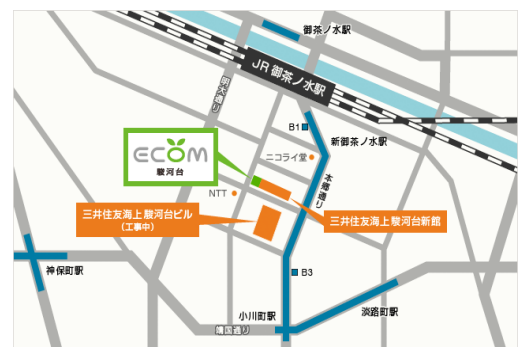 御茶ノ水駅
JR 御茶ノ水駅
明大通り
B1
新御茶ノ水駅
ECOM
駿河台
ニコライ堂
本郷通り
NTT
三井住友海上駿河台ビル
（工事中）
三井住友海上駿河台新館
神保町駅
B3
小川町駅
淡路町駅
靖国通り